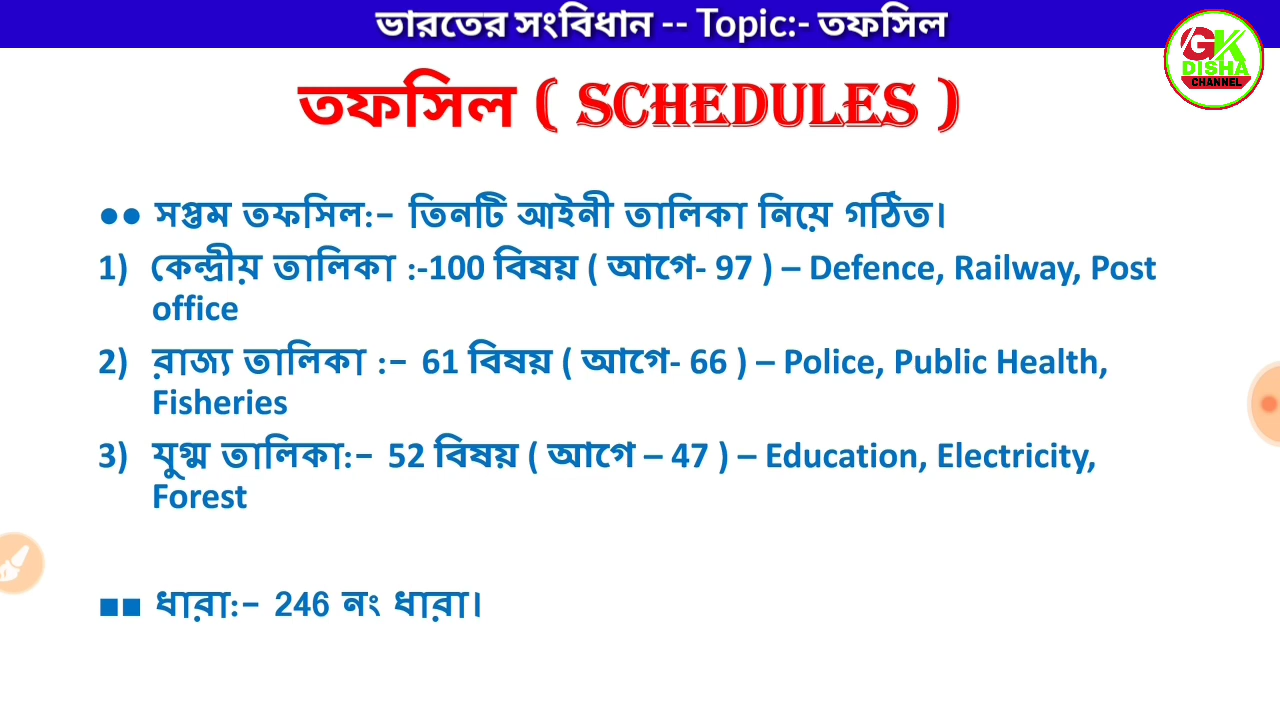 ভারতের সংবিধান -- Topic:- তফসিল
GK
DISHA
CHANNEL
তফসিল ( SCHEDULES )
●● সপ্তম তফসিল:– তিনটি আইনী তালিকা নিয়ে গঠিত।
1) কেন্দ্রীয় তালিকা :-100 বিষয় ( আগে- 97 ) – Defence, Railway, Post
office
2) রাজ্য তালিকা :– 61 বিষয় ( আগে- 66 ) – Police, Public Health,
Fisheries
3) যুগ্ম তালিকা:– 52 বিষয় ( আগে – 47 ) – Education, Electricity,
Forest
■■ ধারা:– 246 নং ধারা।